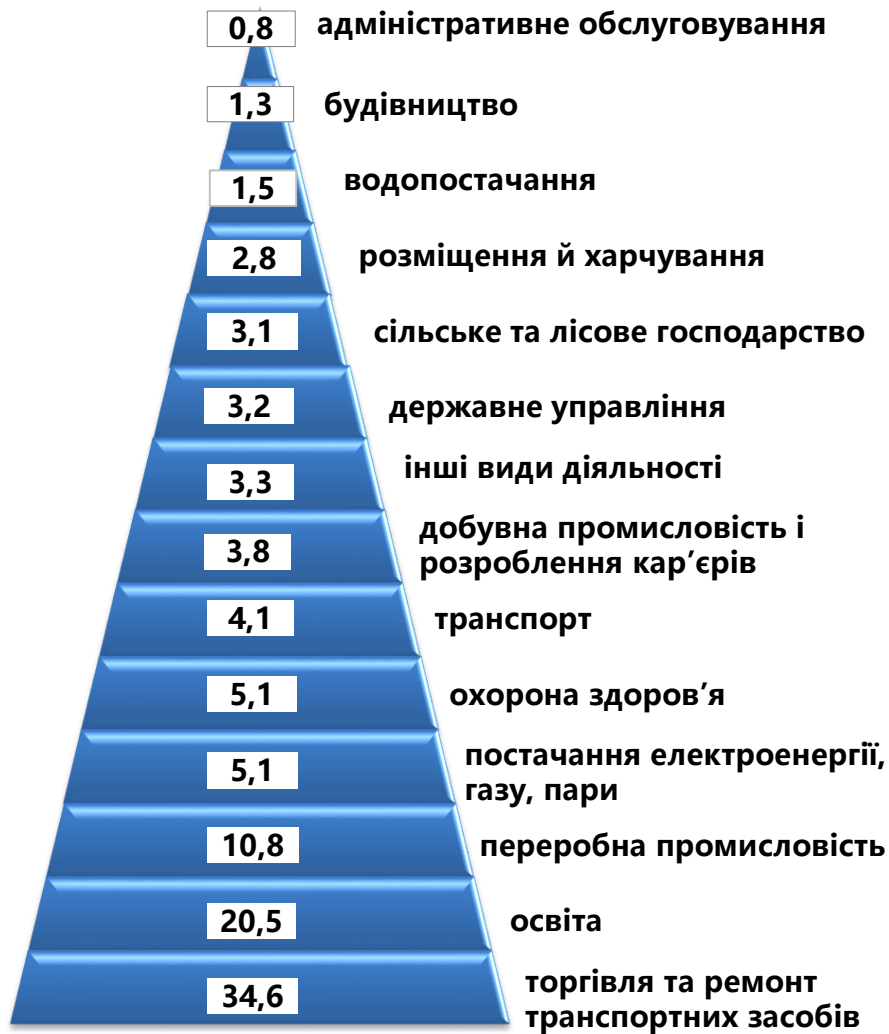 0,8 адміністративне обслуговування
1,3 будівництво
1,5 водопостачання
2,8 розміщення й харчування
3,1 сільське та лісове господарство
3,2 державне управління
3,3 інші види діяльності
3,8 добувна промисловість і
розроблення кар’єрів
4,1 транспорт
5,1 охорона здоров’я
5,1 постачання електроенергії,
газу, пари
10,8 переробна промисловість
20,5 освіта
34,6 торгівля та ремонт
транспортних засобів